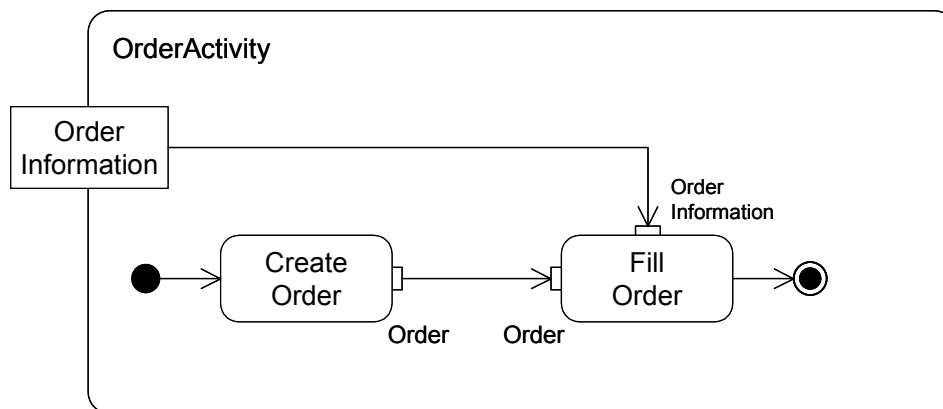 OrderActivity
Order
Information
Order
Information
Create
Order
Fill
Order
Order
Order